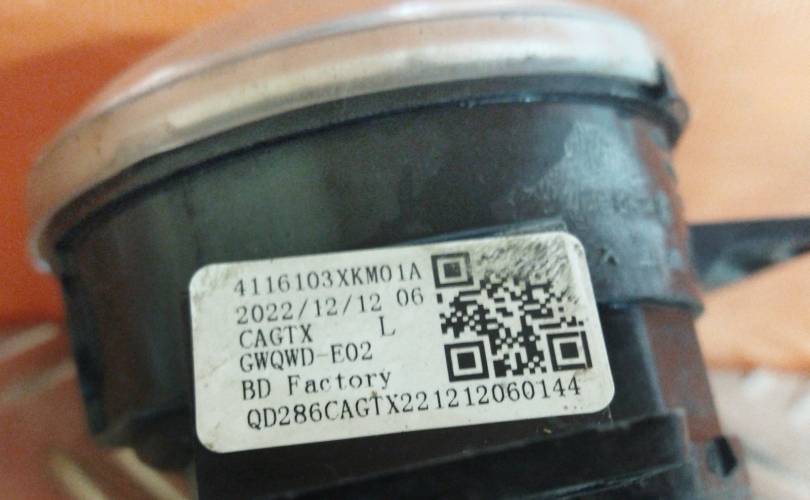 4116103XKM01A
2022/12/12 06
CAGTX L
GWQWD-E02
BD Factory
QD286CAGTX221212060144